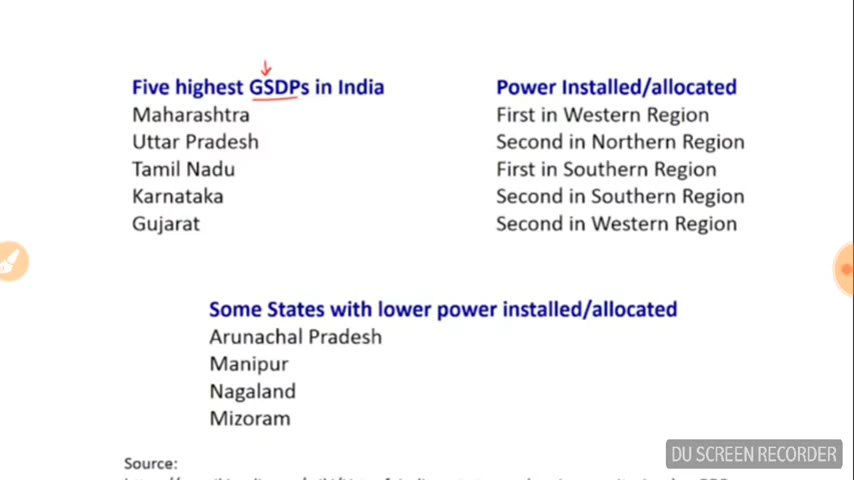 Five highest GSDPs in India
Maharashtra
Uttar Pradesh
Tamil Nadu
Karnataka
Gujarat
Power Installed/allocated
First in Western Region
Second in Northern Region
First in Southern Region
Second in Southern Region
Second in Western Region
Some States with lower power installed/allocated
Arunachal Pradesh
Manipur
Nagaland
Mizoram
DU SCREEN RECORDER
Source: